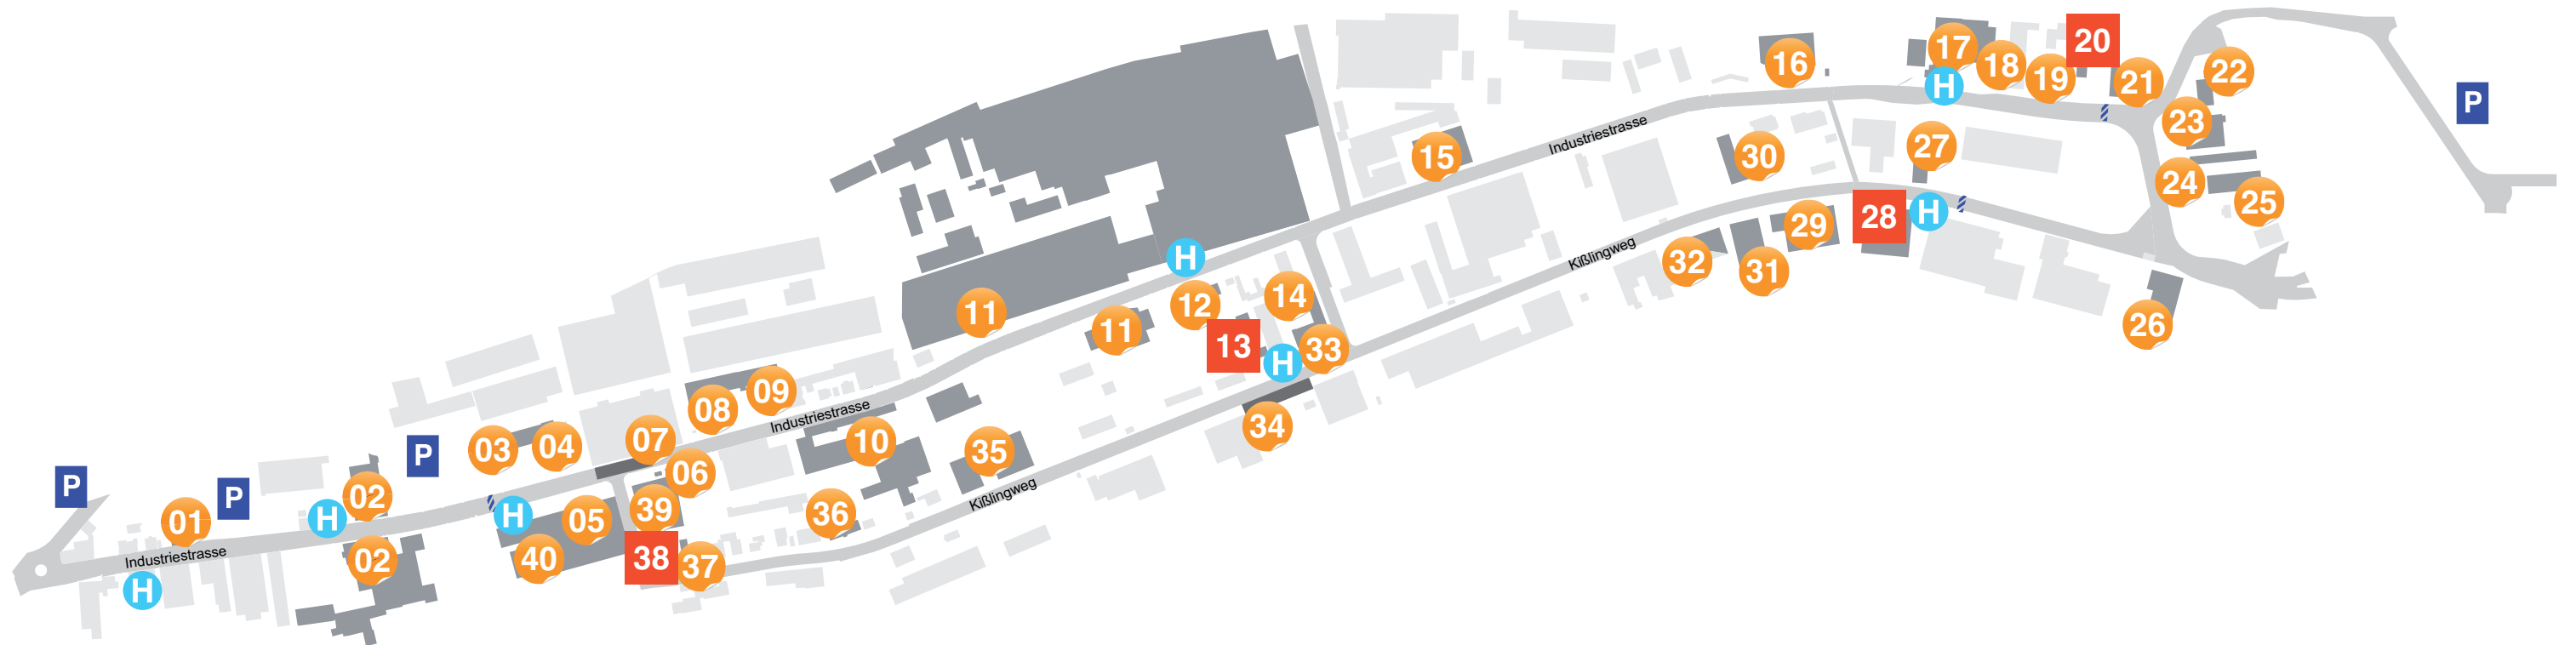 20
17
16
18
22
19
21
H
P
23
Industriestrasse
27
15
30
24
25
28
H
29
Kißlingweg
H
32
31
14
12
11
11
26
13
33
H
09
08
Industriestrasse
34
07
10
03
04
35
P
06
P
Kißlingweg
P
02
39
36
H
05
01
H
Industriestrasse
38
40
02
37
H